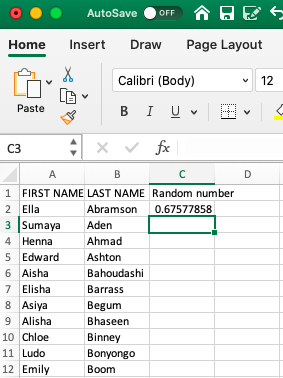 AutoSave OFF
Home Insert Draw Page Layout
Paste
Calibri (Body) 12
B I U
C3 fx
A B C D
1 FIRST NAME LAST NAME Random number
2 Ella Abramson 0.67577858
3 Sumaya Aden
4 Henna Ahmad
5 Edward Ashton
6 Aisha Bahoudashi
7 Elisha Barrass
8 Asiya Begum
9 Alisha Bhaseen
10 Chloe Binney
11 Ludo Bonyongo
12 Emily Boom